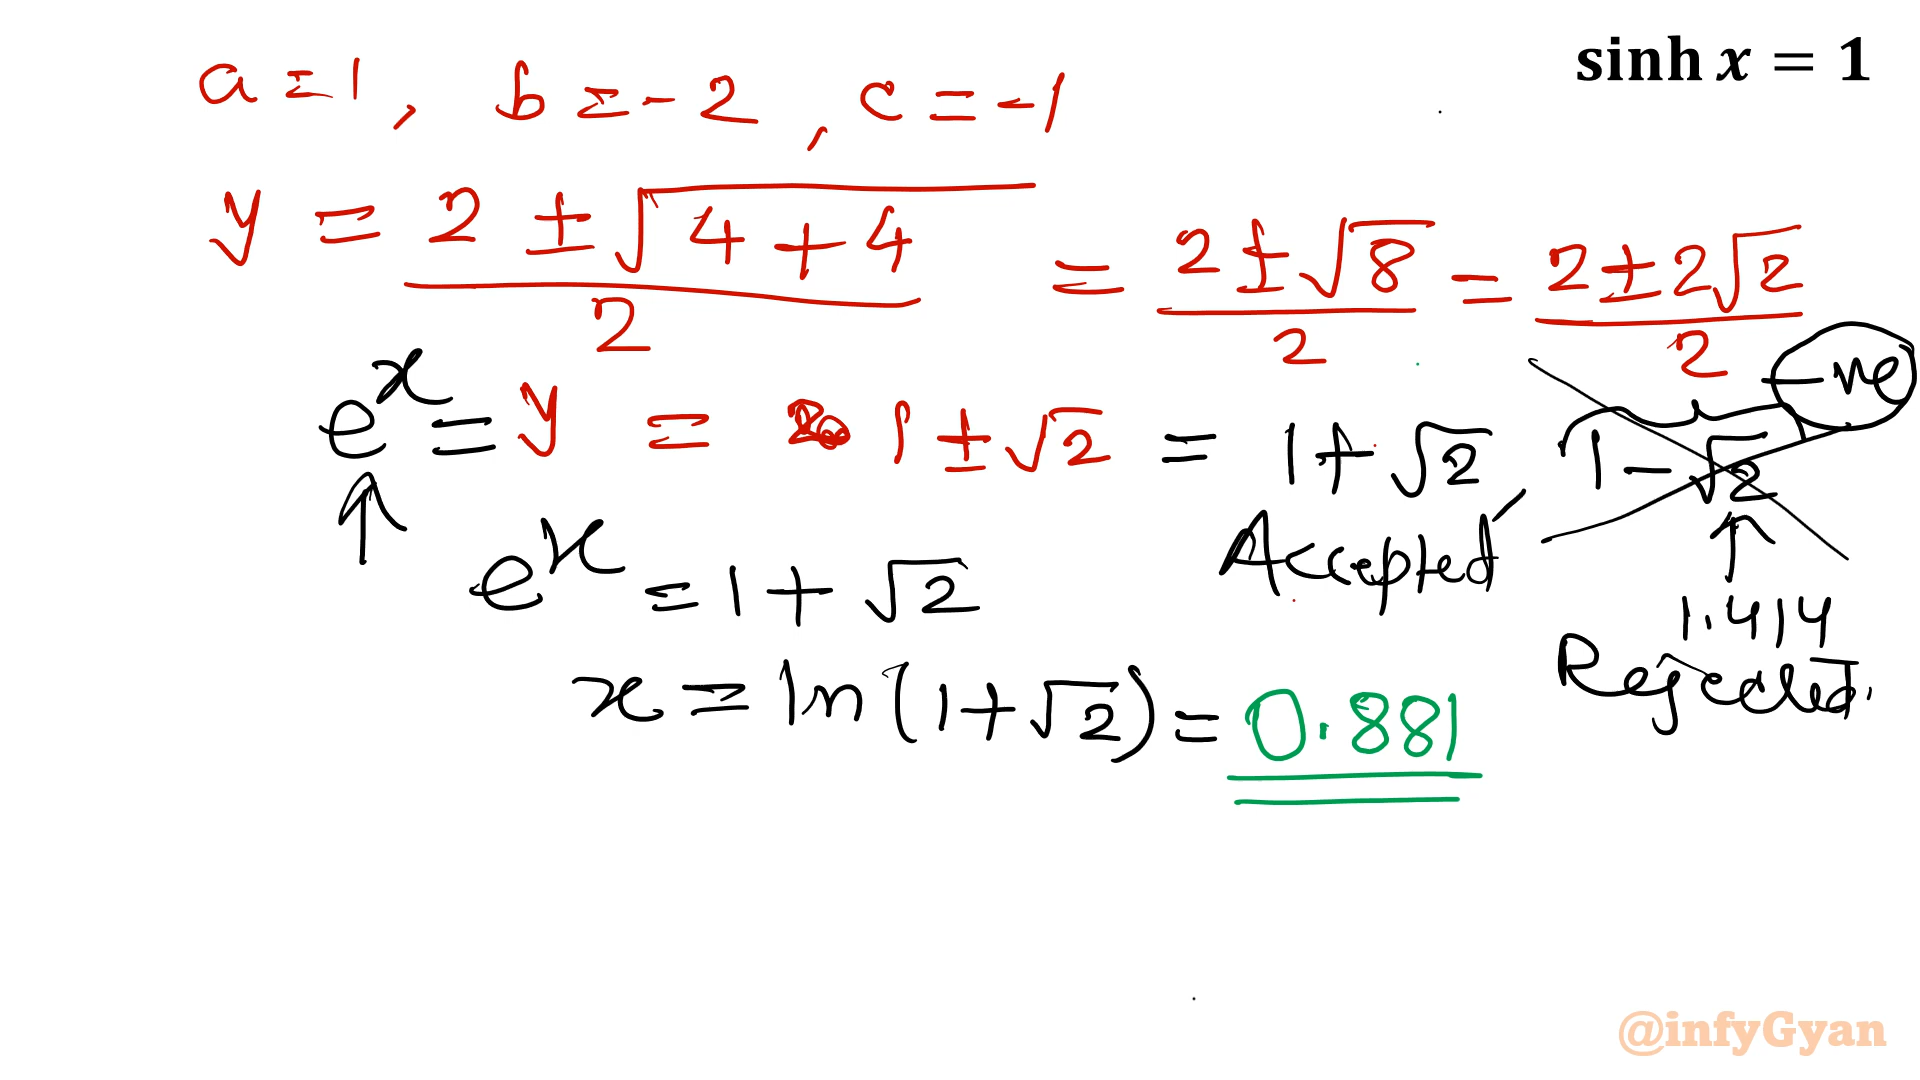 sinh x = 1
a = 1, b = -2, c = -1
y = (2 ± √(4 + 4))/2 = (2 ± √8)/2 = (2 ± 2√2)/2
-ve
e^x = y = 1 ± √2 = 1 + √2, 1 - √2
Accepted
1.414
Rejected.
e^x = 1 + √2
x = ln(1 + √2) = 0.881
@infyGyan